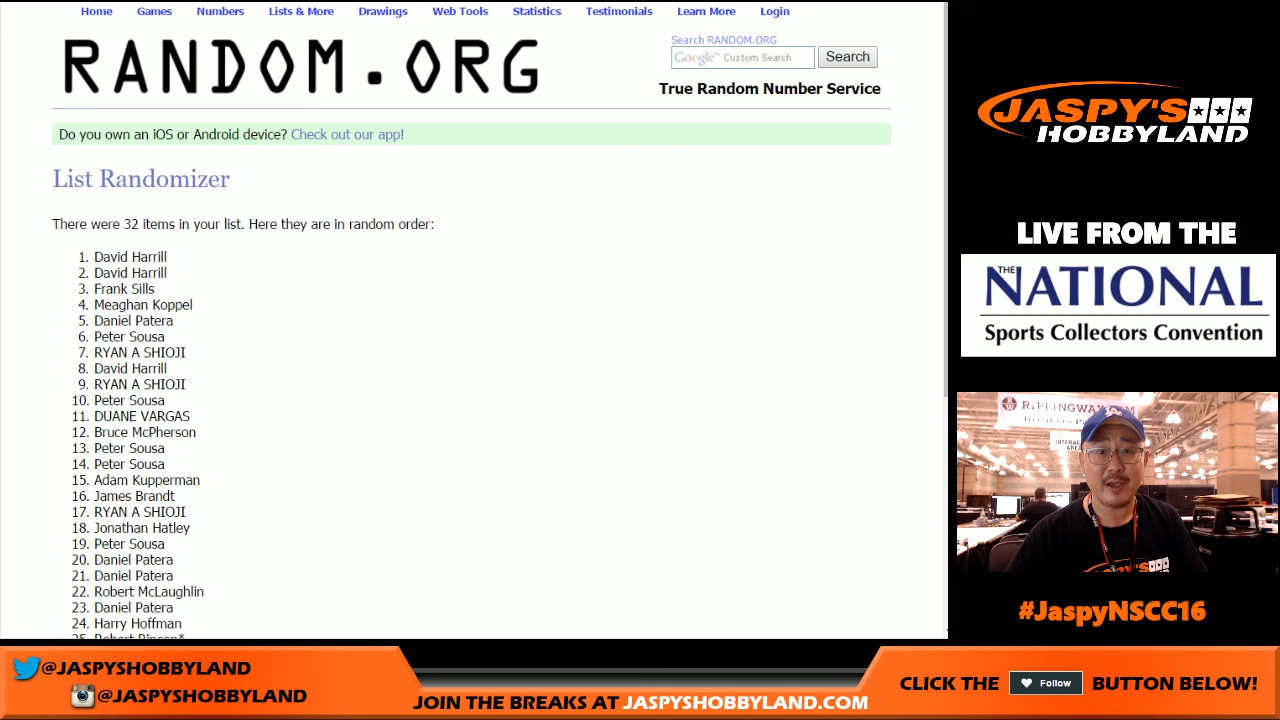 Home Games Numbers Lists & More Drawings Web Tools Statistics Testimonials Learn More Login
RANDOM.ORG
Search RANDOM.ORG
Google™ Custom Search Search
True Random Number Service
Do you own an iOS or Android device? Check out our app!
List Randomizer
There were 32 items in your list. Here they are in random order:
1. David Harrill
2. David Harrill
3. Frank Sills
4. Meaghan Koppel
5. Daniel Patera
6. Peter Sousa
7. RYAN A SHIOJI
8. David Harrill
9. RYAN A SHIOJI
10. Peter Sousa
11. DUANE VARGAS
12. Bruce McPherson
13. Peter Sousa
14. Peter Sousa
15. Adam Kupperman
16. James Brandt
17. RYAN A SHIOJI
18. Jonathan Hatley
19. Peter Sousa
20. Daniel Patera
21. Daniel Patera
22. Robert McLaughlin
23. Daniel Patera
24. Harry Hoffman
JASPY'S
HOBBYLAND
LIVE FROM THE
THE NATIONAL
Sports Collectors Convention
#JaspyNSCC16
@JASPYSHOBBYLAND
@JASPYSHOBBYLAND
JOIN THE BREAKS AT JASPYSHOBBYLAND.COM
CLICK THE Follow BUTTON BELOW!